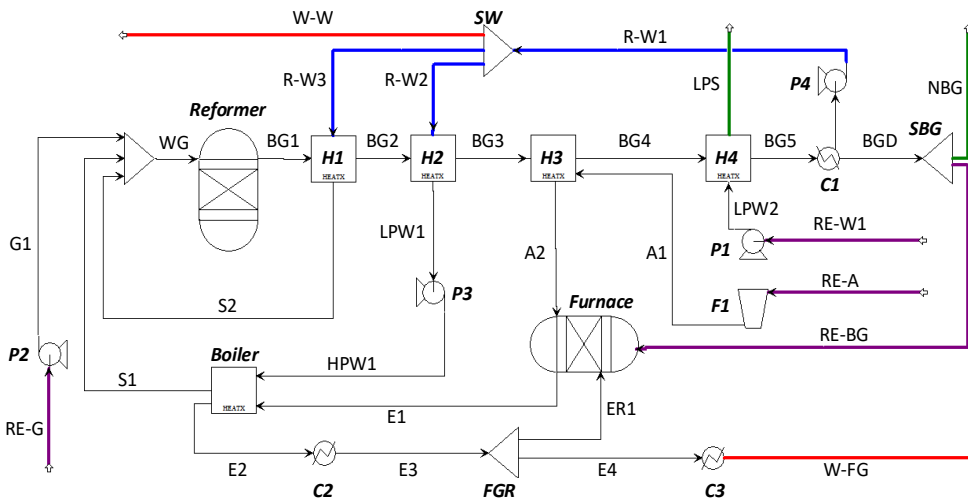 W-W
SW
R-W1
R-W3
R-W2
LPS
P4
NBG
Reformer
SBG
WG
BG1
BG2
BG3
BG4
BG5
BGD
H1
H2
H3
H4
HEATX
HEATX
HEATX
HEATX
C1
G1
LPW1
LPW2
P1
RE-W1
A2
A1
P3
RE-A
S2
Furnace
F1
P2
Boiler
HPW1
RE-BG
S1
HEATX
E1
ER1
RE-G
E2
E3
E4
W-FG
C2
FGR
C3